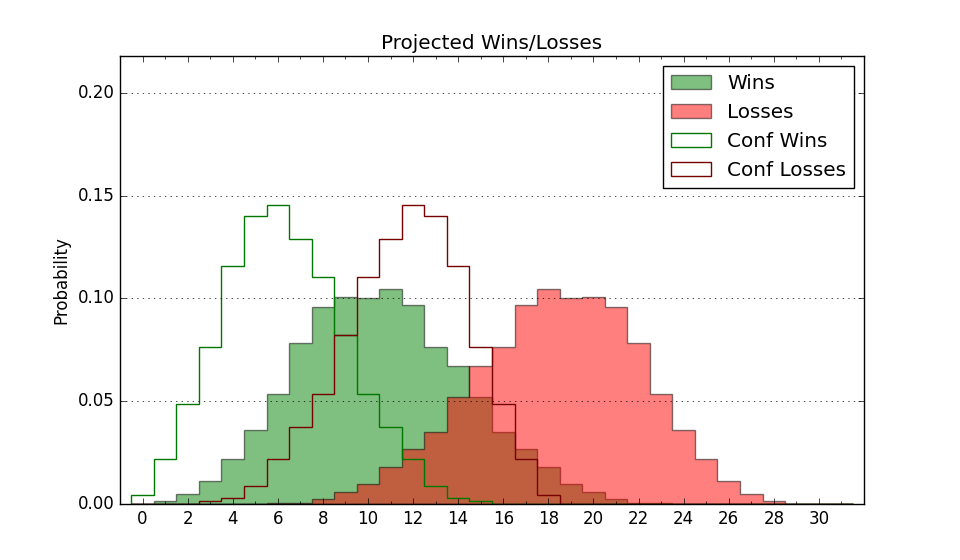 Projected Wins/Losses
Wins
Losses
Conf Wins
Conf Losses
Probability
0.20
0.15
0.10
0.05
0.00
0 2 4 6 8 10 12 14 16 18 20 22 24 26 28 30